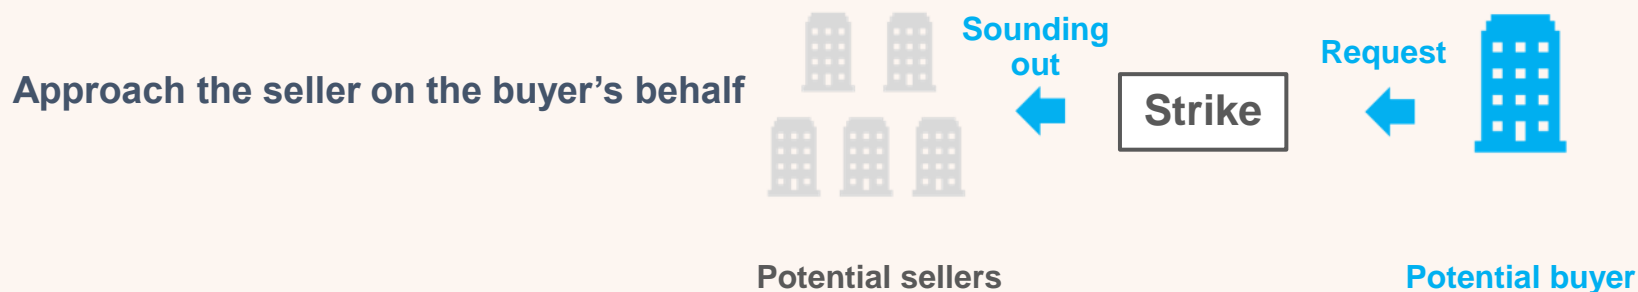 Approach the seller on the buyer’s behalf
Sounding
out
Strike
Request
Potential sellers
Potential buyer